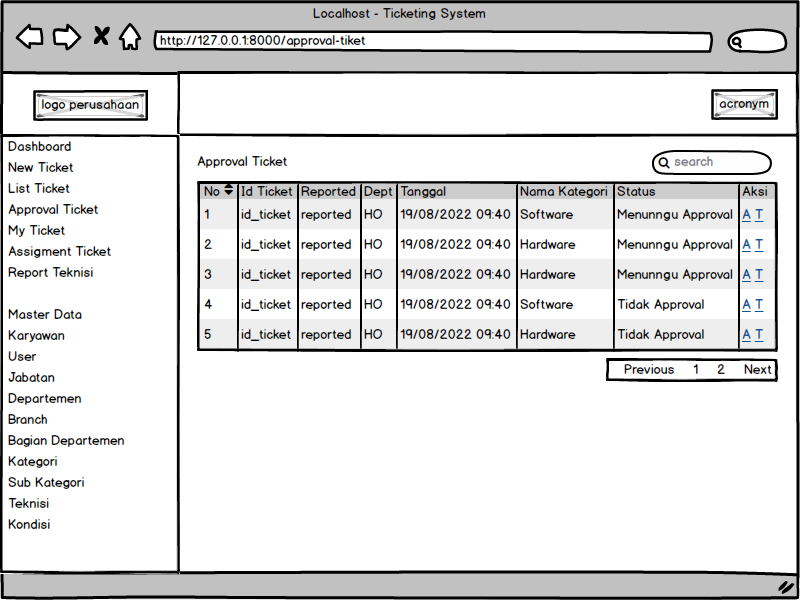 Localhost - Ticketing System
http://127.0.0.1:8000/approval-tiket
logo perusahaan
acronym
Dashboard
New Ticket
List Ticket
Approval Ticket
My Ticket
Assigment Ticket
Report Teknisi
Master Data
Karyawan
User
Jabatan
Departemen
Branch
Bagian Departemen
Kategori
Sub Kategori
Teknisi
Kondisi
Approval Ticket
search
No Id Ticket Reported Dept Tanggal Nama Kategori Status Aksi
1 id_ticket reported HO 19/08/2022 09:40 Software Menunngu Approval A T
2 id_ticket reported HO 19/08/2022 09:40 Hardware Menunngu Approval A T
3 id_ticket reported HO 19/08/2022 09:40 Hardware Menunngu Approval A T
4 id_ticket reported HO 19/08/2022 09:40 Software Tidak Approval A T
5 id_ticket reported HO 19/08/2022 09:40 Hardware Tidak Approval A T
Previous 1 2 Next